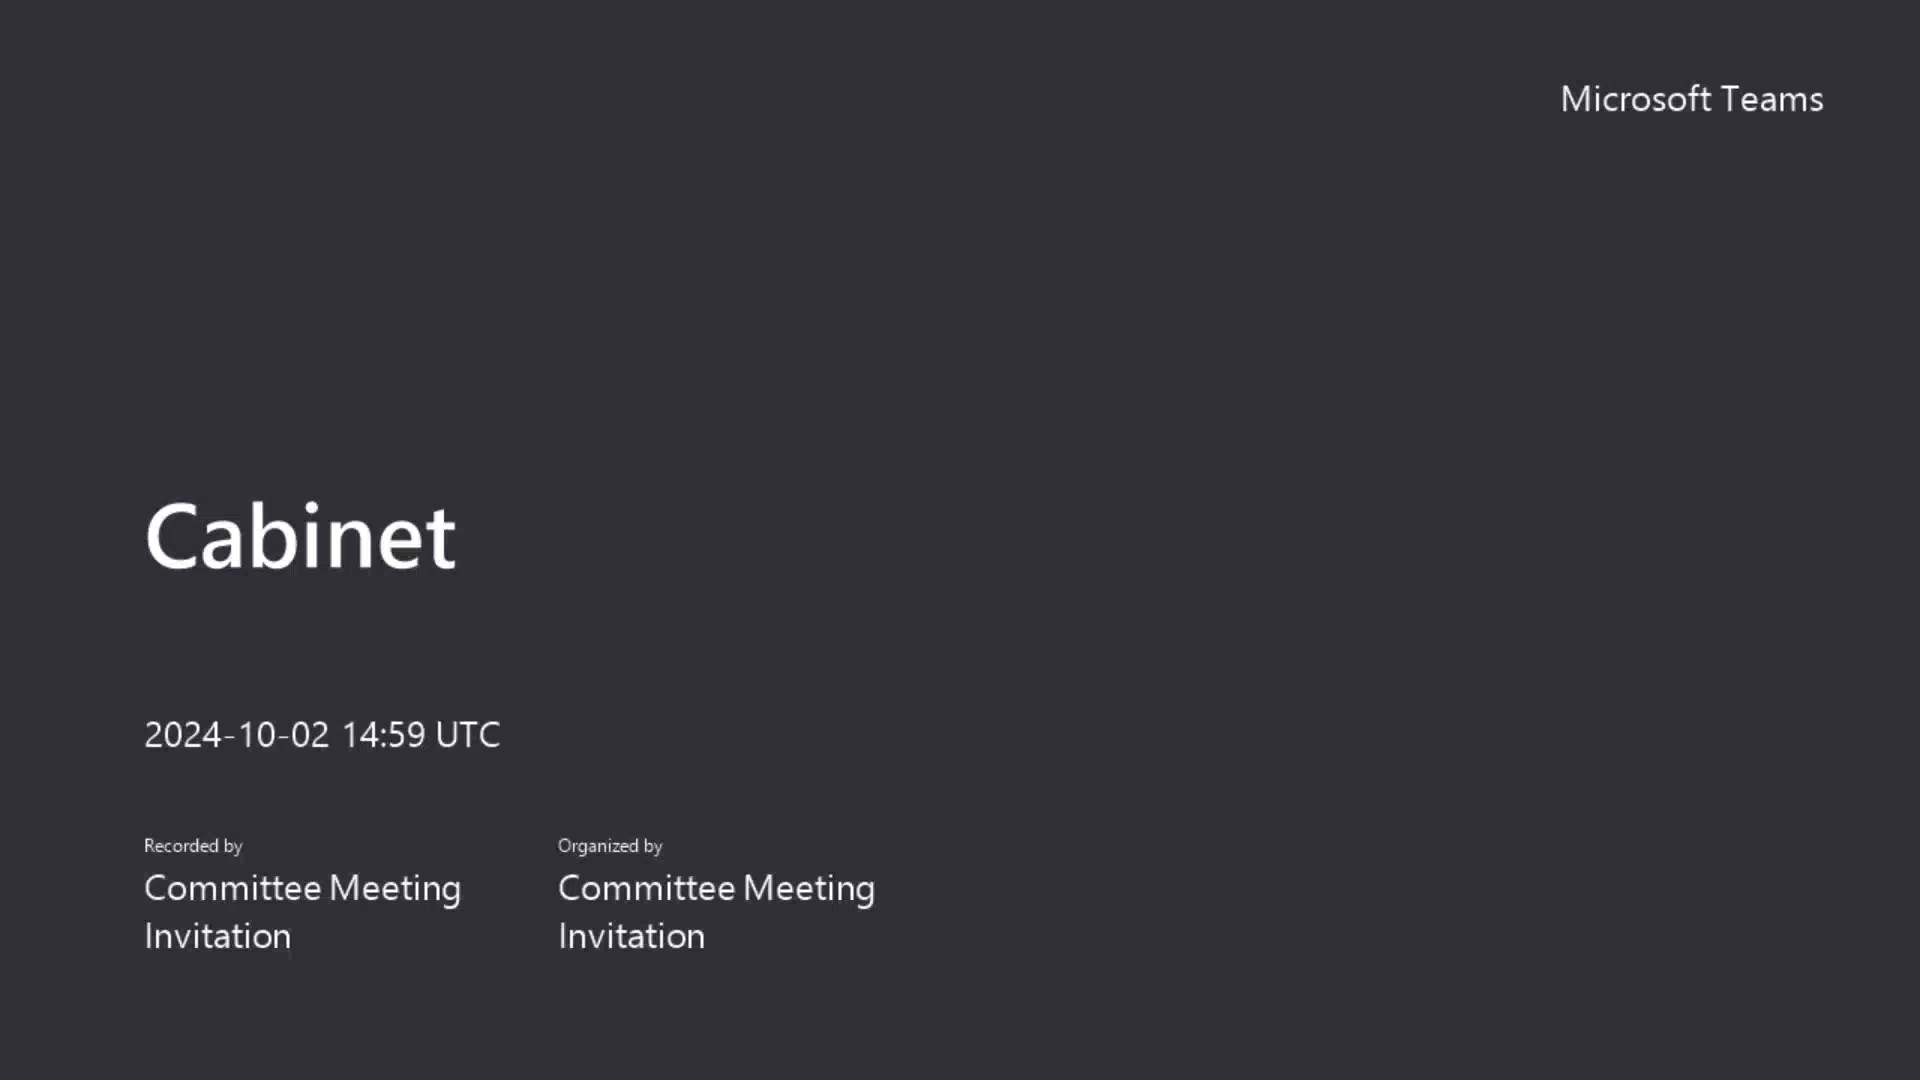 Microsoft Teams
Cabinet
2024-10-02 14:59 UTC
Recorded by
Committee Meeting
Invitation
Organized by
Committee Meeting
Invitation